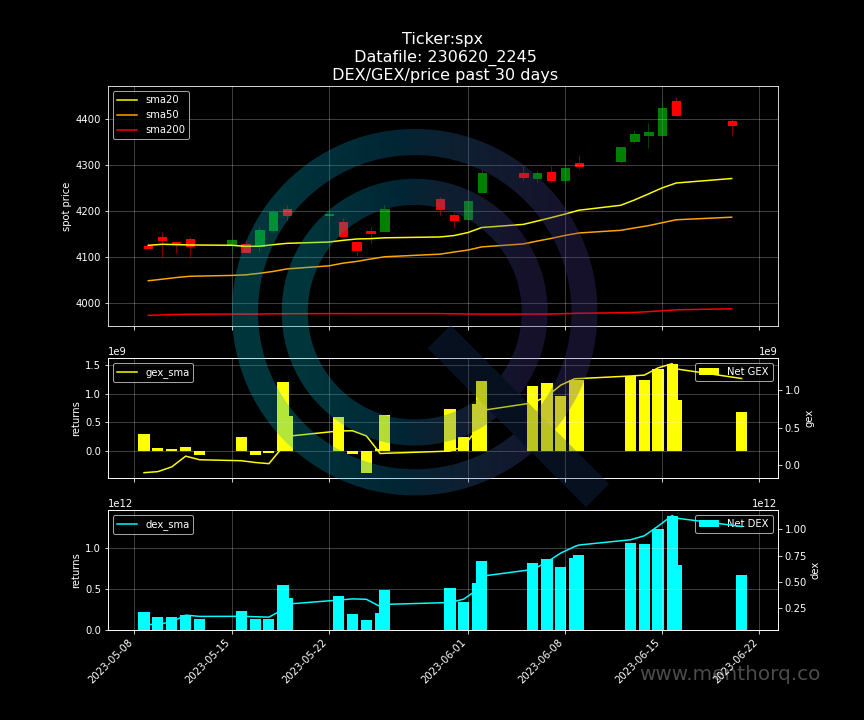 Ticker:spx
Datafile: 230620_2245
DEX/GEX/price past 30 days
sma20
sma50
sma200
4400
4300
4200
4100
4000
spot price
1e9
1e9
gex_sma
Net GEX
1.5
1.0
0.5
0.0
returns
1.0
0.5
0.0
gex
1e12
1e12
dex_sma
Net DEX
1.0
0.5
0.0
returns
1.00
0.75
0.50
0.25
dex
2023-05-08
2023-05-15
2023-05-22
2023-06-01
2023-06-08
2023-06-15
2023-06-22
www.menthorq.co